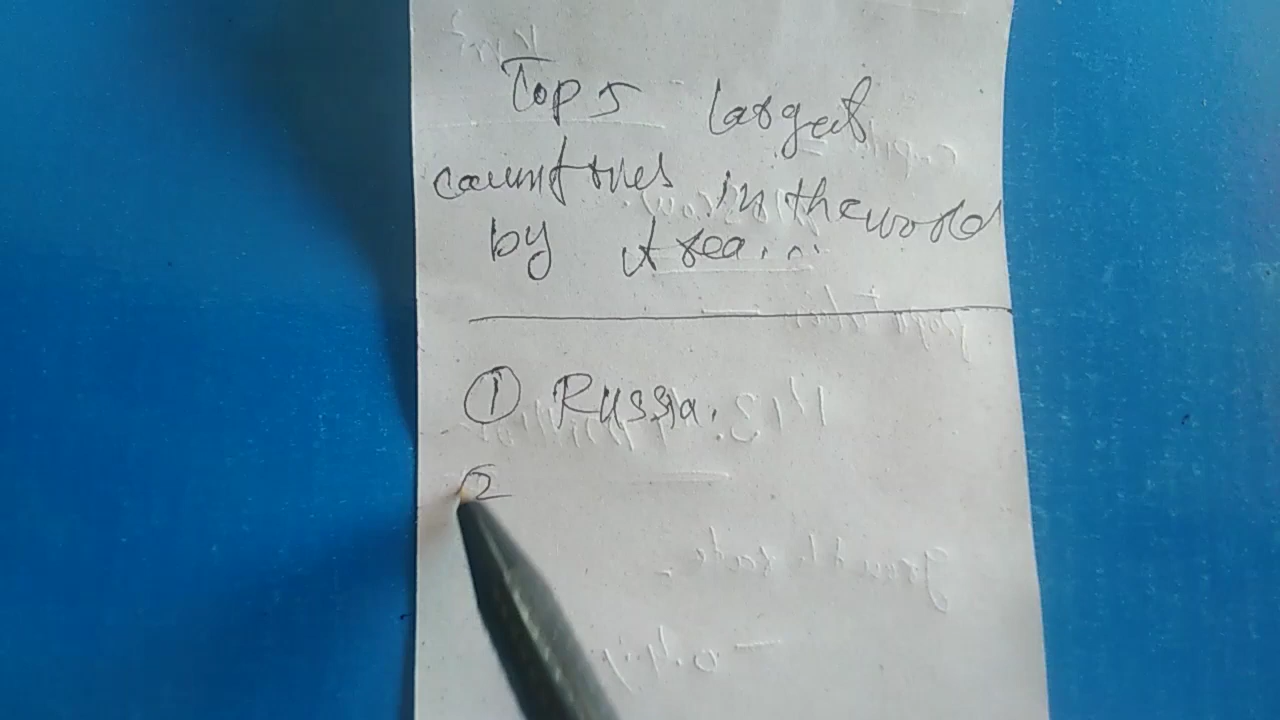 Top 5 largest
countries in the world
by Area...
① Russia.
2